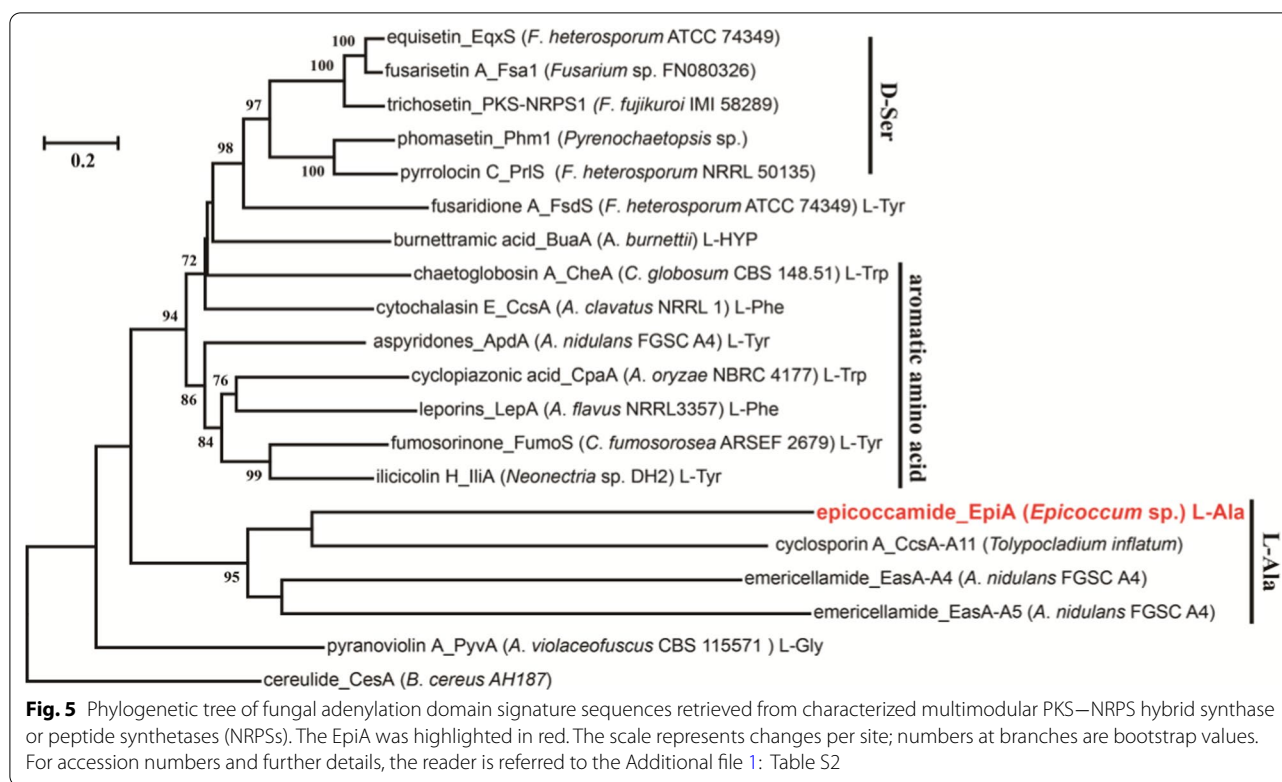 100
equisetin_EqxS (F. heterosporum ATCC 74349)
100
fusarisetin A_Fsa1 (Fusarium sp. FN080326)
97
trichosetin_PKS-NRPS1 (F. fujikuroi IMI 58289)
D-Ser
0.2
98
phomasetin_Phm1 (Pyrenochaetopsis sp.)
100
pyrrolocin C_PrlS (F. heterosporum NRRL 50135)
fusaridione A_FsdS (F. heterosporum ATCC 74349) L-Tyr
burnettramic acid_BuaA (A. burnettii) L-HYP
72
chaetoglobosin A_CheA (C. globosum CBS 148.51) L-Trp
94
cytochalasin E_CcsA (A. clavatus NRRL 1) L-Phe
aspyridones_ApdA (A. nidulans FGSC A4) L-Tyr
aromatic amino acid
76
cyclopiazonic acid_CpaA (A. oryzae NBRC 4177) L-Trp
86
leporins_LepA (A. flavus NRRL3357) L-Phe
84
fumosorinone_FumoS (C. fumosorosea ARSEF 2679) L-Tyr
99
ilicicolin H_IliA (Neonectria sp. DH2) L-Tyr
epicoccamide_EpiA (Epicoccum sp.) L-Ala
cyclosporin A_CcsA-A11 (Tolypocladium inflatum)
L-Ala
95
emericellamide_EasA-A4 (A. nidulans FGSC A4)
emericellamide_EasA-A5 (A. nidulans FGSC A4)
pyranoviolin A_PyvA (A. violaceofuscus CBS 115571 ) L-Gly
cereulide_CesA (B. cereus AH187)
Fig. 5 Phylogenetic tree of fungal adenylation domain signature sequences retrieved from characterized multimodular PKS—NRPS hybrid synthase
or peptide synthetases (NRPSs). The EpiA was highlighted in red. The scale represents changes per site; numbers at branches are bootstrap values.
For accession numbers and further details, the reader is referred to the Additional file 1: Table S2